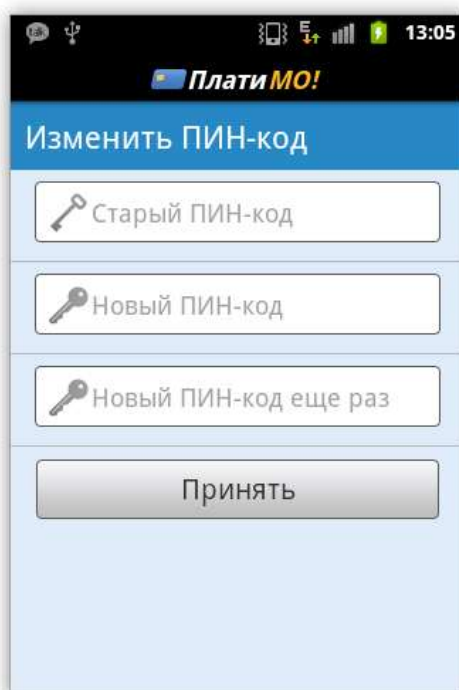 E 13:05
ПлатиМО!
Изменить ПИН-код
Старый ПИН-код
Новый ПИН-код
Новый ПИН-код еще раз
Принять